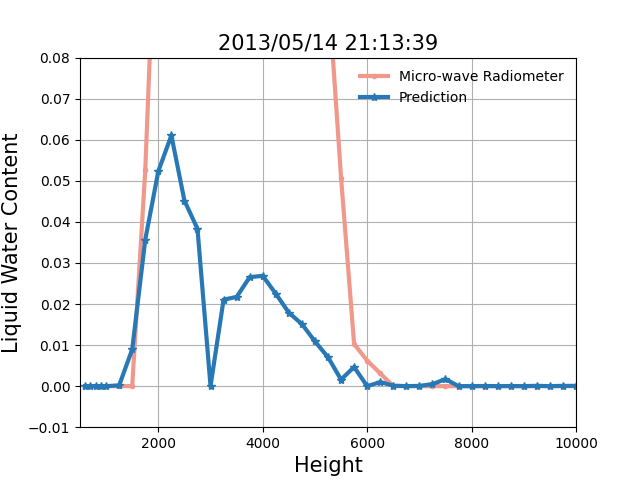 2013/05/14 21:13:39
Micro-wave Radiometer
Prediction
Liquid Water Content
0.08
0.07
0.06
0.05
0.04
0.03
0.02
0.01
0.00
−0.01
2000 4000 6000 8000 10000
Height